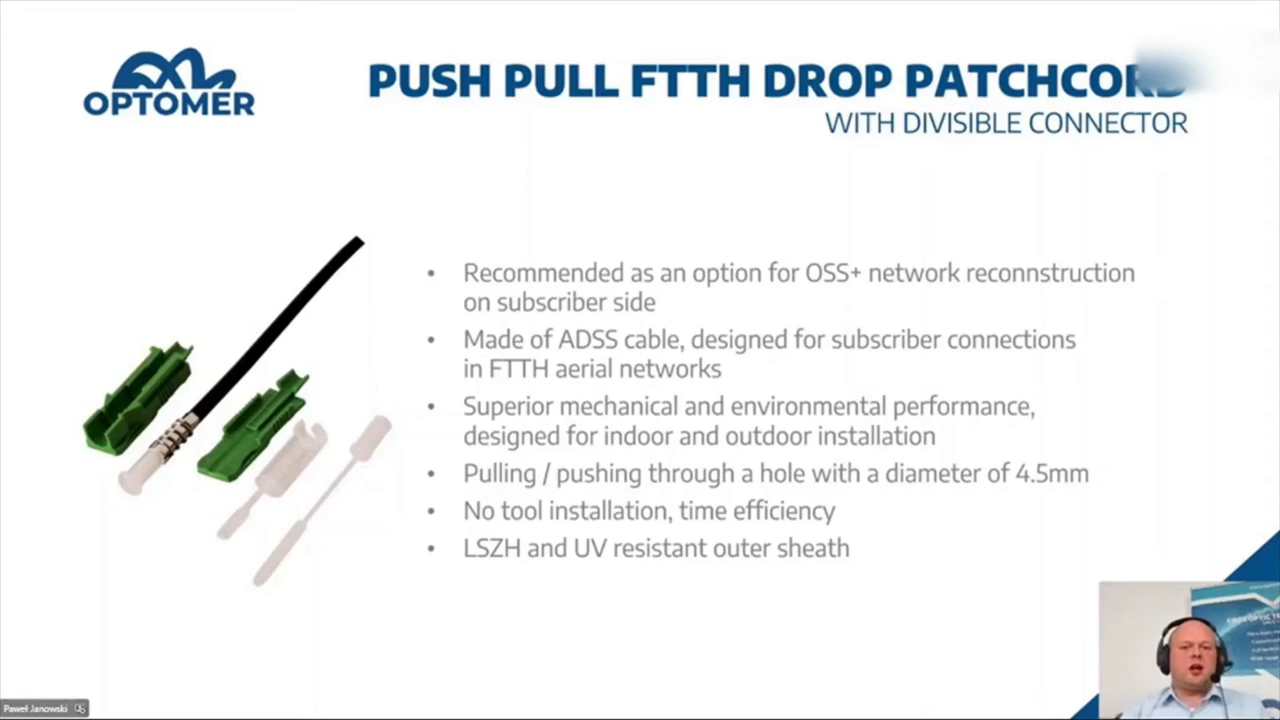 OPTOMER
PUSH PULL FTTH DROP PATCHCORD
WITH DIVISIBLE CONNECTOR
• Recommended as an option for OSS+ network reconnstruction
on subscriber side
• Made of ADSS cable, designed for subscriber connections
in FTTH aerial networks
• Superior mechanical and environmental performance,
designed for indoor and outdoor installation
• Pulling / pushing through a hole with a diameter of 4.5mm
• No tool installation, time efficiency
• LSZH and UV resistant outer sheath
Paweł Janowski